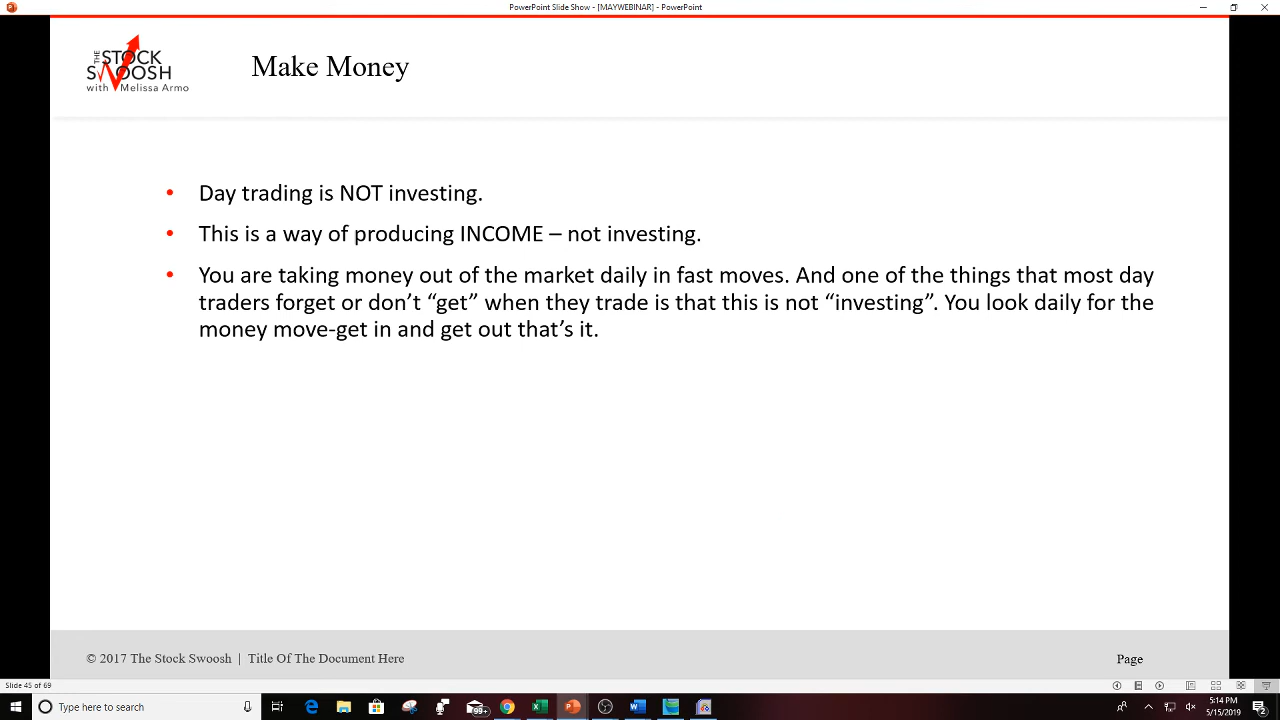 PowerPoint Slide Show - [MAYWEBINAR] - PowerPoint
THE
STOCK
SWOOSH
with Melissa Armo
Make Money
• Day trading is NOT investing.
• This is a way of producing INCOME – not investing.
• You are taking money out of the market daily in fast moves. And one of the things that most day
traders forget or don’t “get” when they trade is that this is not “investing”. You look daily for the
money move-get in and get out that’s it.
© 2017 The Stock Swoosh | Title Of The Document Here
Page
Slide 45 of 69
Type here to search
99+
5:14 PM
5/15/2019
2